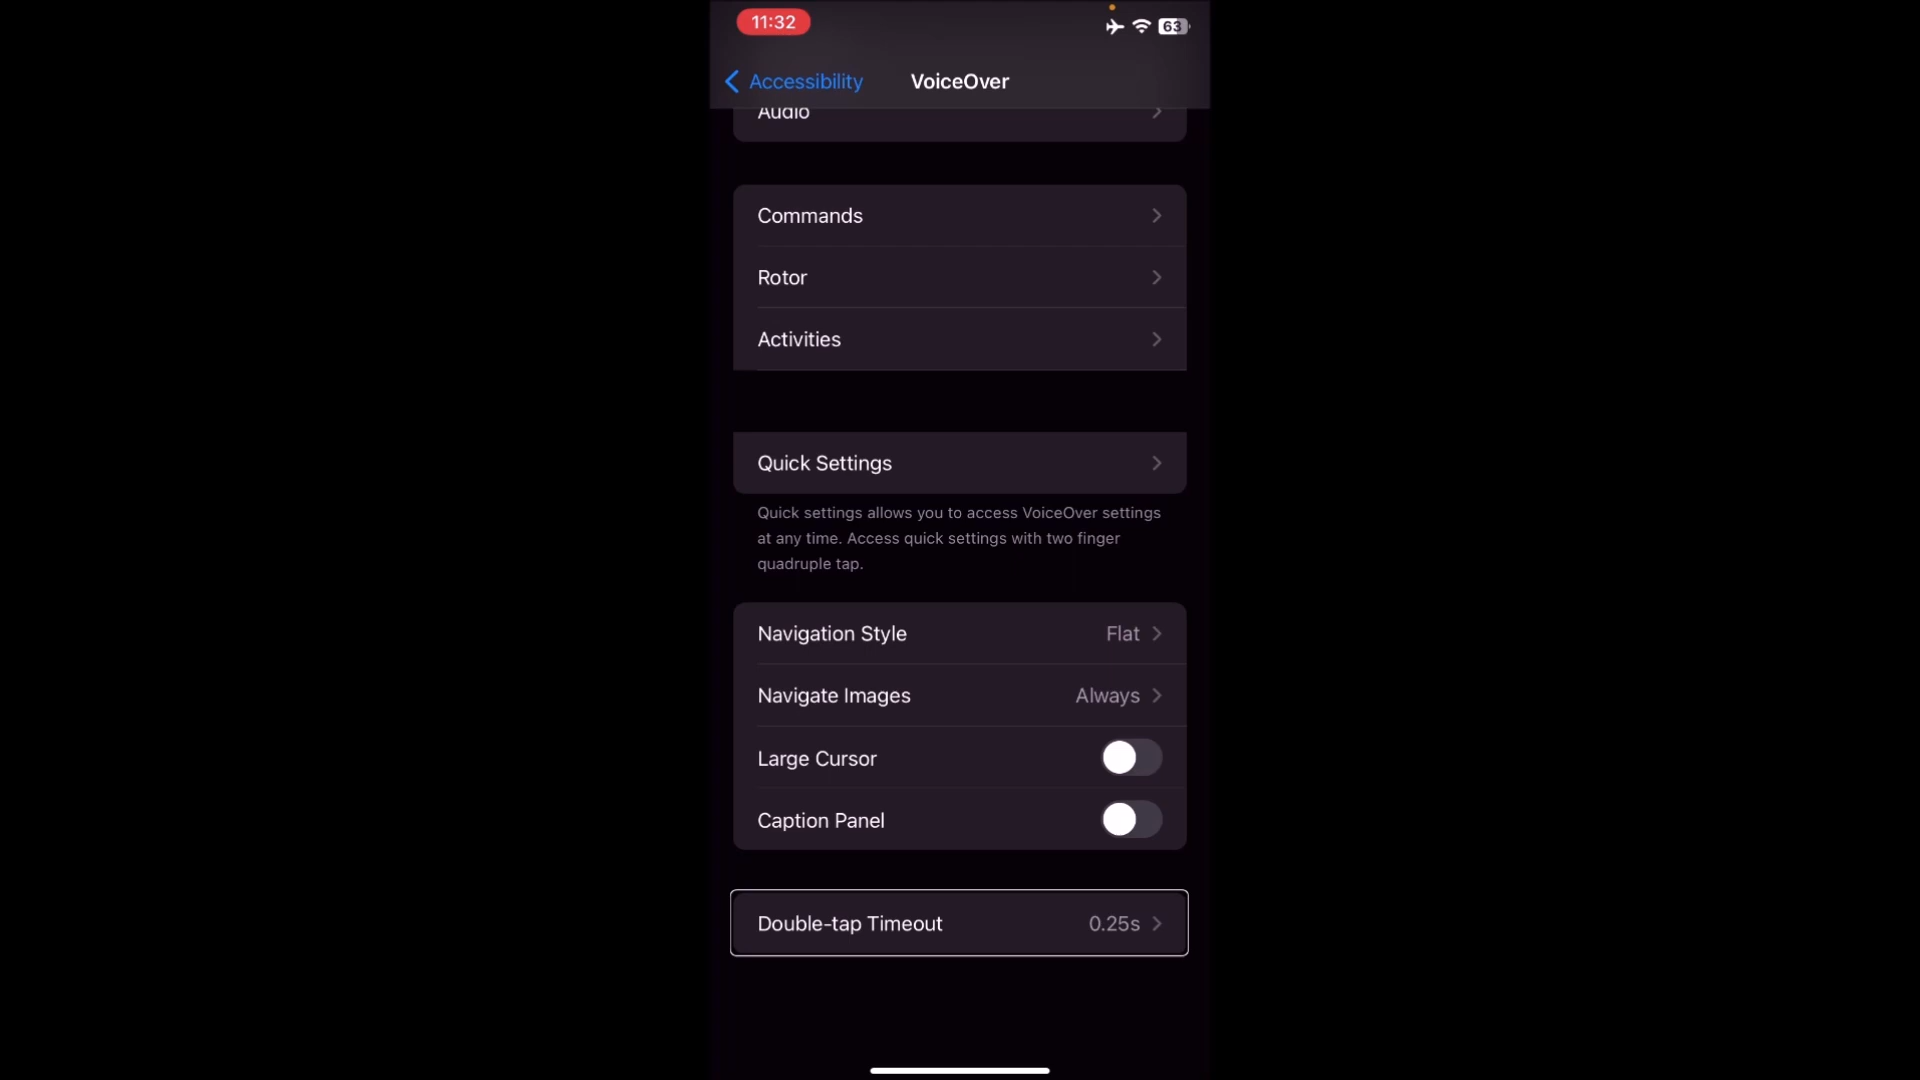 11:32
63
Accessibility
VoiceOver
Audio
Commands
Rotor
Activities
Quick Settings
Quick settings allows you to access VoiceOver settings
at any time. Access quick settings with two finger
quadruple tap.
Navigation Style Flat
Navigate Images Always
Large Cursor
Caption Panel
Double-tap Timeout 0.25s